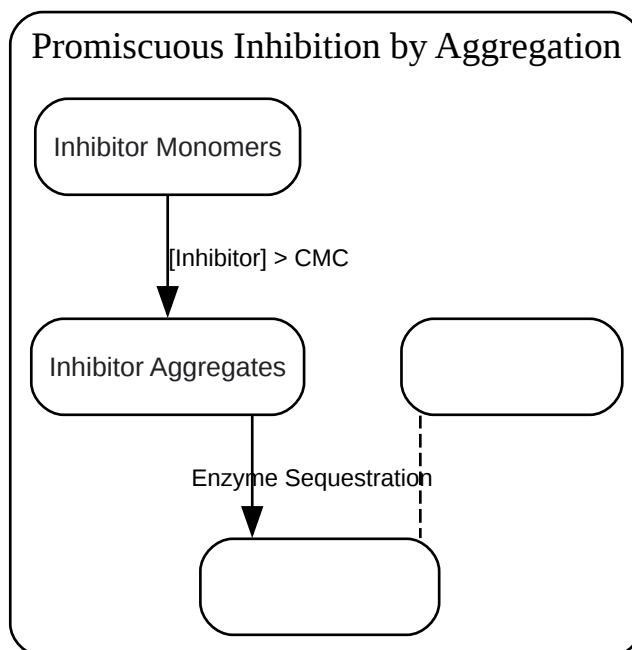 Promiscuous Inhibition by Aggregation
Inhibitor Monomers
[Inhibitor] > CMC
Inhibitor Aggregates
Enzyme Sequestration